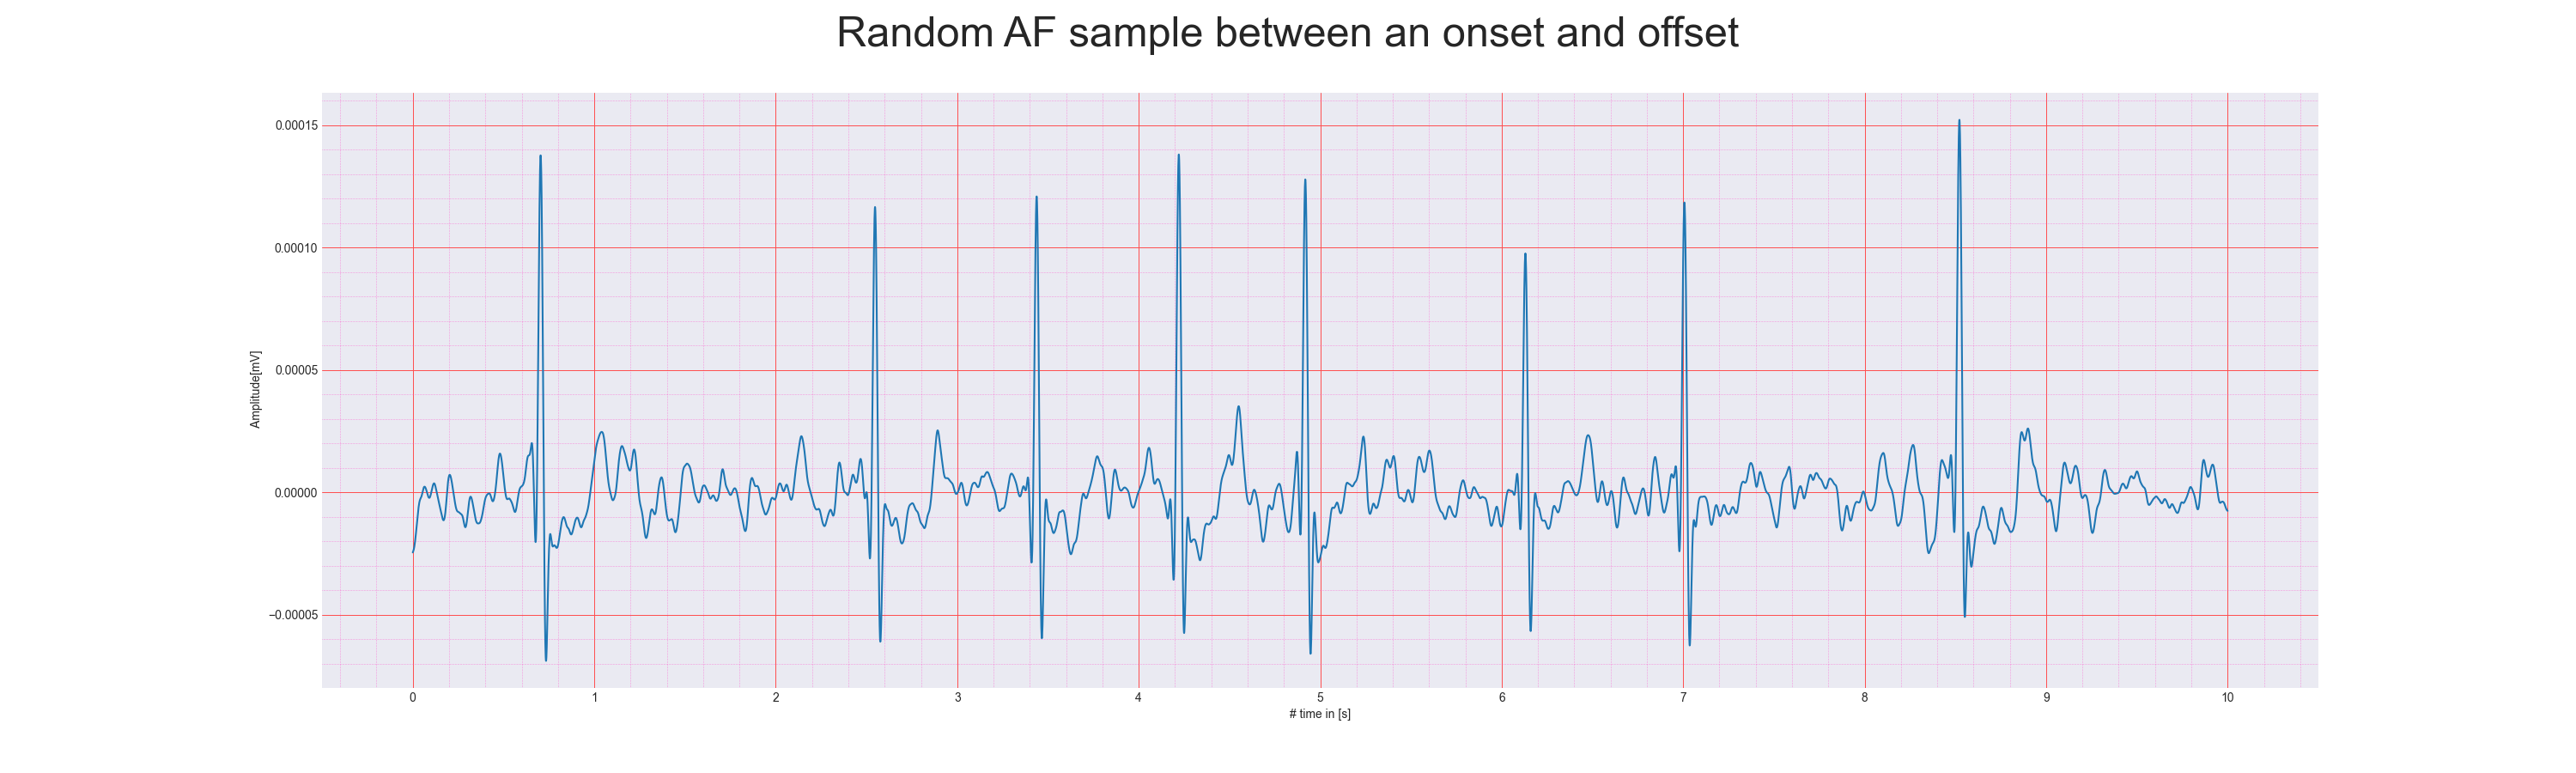 Random AF sample between an onset and offset
0.00015
0.00010
0.00005
0.00000
−0.00005
Amplitude[mV]
0 1 2 3 4 5 6 7 8 9 10
# time in [s]